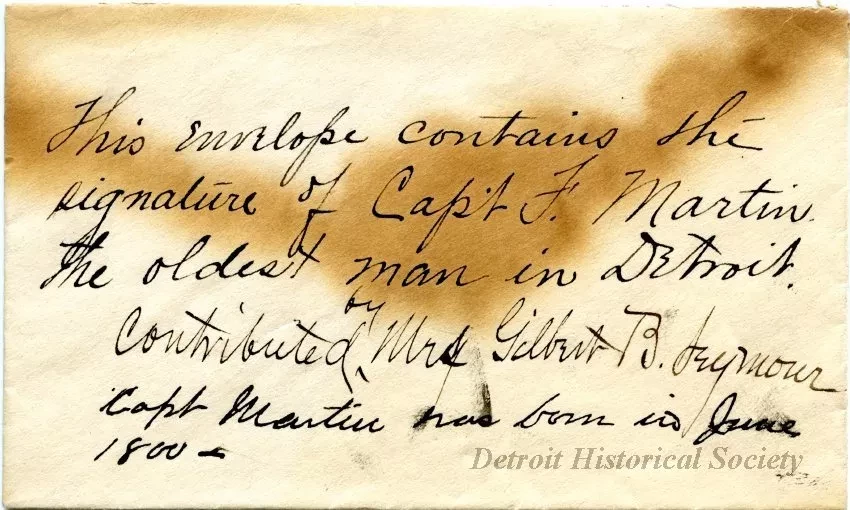 This envelope contains the
signature of Capt F. Martin.
the oldest man in Detroit.
Contributed by Mrs Gilbert B. Seymour
Capt Martin was born in June
1800 –
Detroit Historical Society